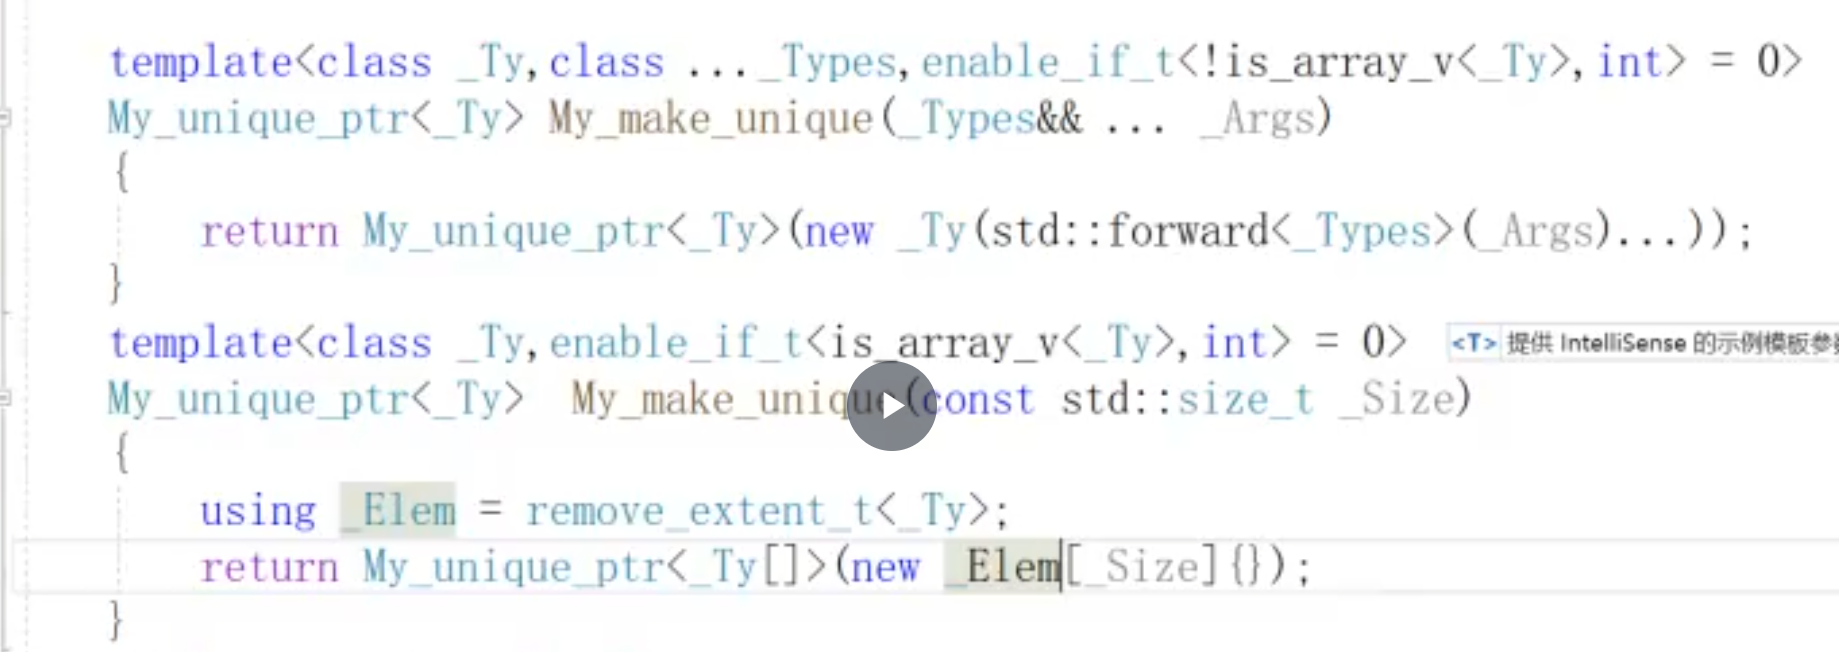 template<class _Ty,class ..._Types,enable_if_t<!is_array_v<_Ty>,int> = 0>
My_unique_ptr<_Ty> My_make_unique(_Types&& ... _Args)
{
return My_unique_ptr<_Ty>(new _Ty(std::forward<_Types>(_Args)...));
}
template<class _Ty,enable_if_t<is_array_v<_Ty>,int> = 0> <T> 提供 IntelliSense 的示例模板参
My_unique_ptr<_Ty> My_make_unique(const std::size_t _Size)
{
using _Elem = remove_extent_t<_Ty>;
return My_unique_ptr<_Ty[]>(new _Elem[_Size]{});
}